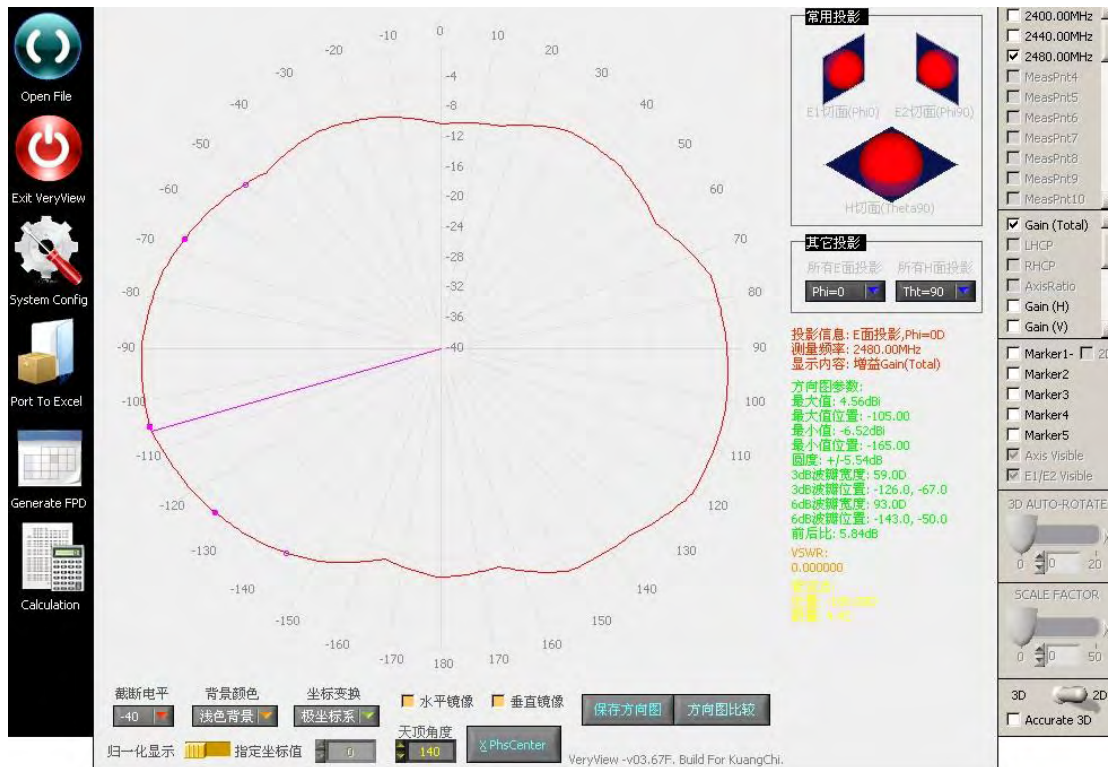 Open File
Exit VeryView
System Config
Port To Excel
Generate FPD
Calculation
0
-10
10
-20
20
-30
30
-40
40
-50
50
-60
60
-70
70
-80
80
-90
90
-100
100
-110
110
-120
120
-130
130
-140
140
-150
150
-160
160
-170
170
180
-4
-8
-12
-16
-20
-24
-28
-32
-36
-40
常用投影
E1切面(Phi0) E2切面(Phi90)
H切面(Theta90)
其它投影
所有E面投影 所有H面投影
Phi=0 Tht=90
投影信息: E面投影,Phi=0D
测量频率: 2480.00MHz
显示内容: 增益Gain(Total)
方向图参数:
最大值: 4.56dBi
最大值位置: -105.00
最小值: -6.52dBi
最小值位置: -165.00
圆度: +/-5.54dB
3dB波瓣宽度: 59.0D
3dB波瓣位置: -126.0, -67.0
6dB波瓣宽度: 93.0D
6dB波瓣位置: -143.0, -50.0
前后比: 5.84dB
VSWR:
0.000000
2400.00MHz
2440.00MHz
2480.00MHz
MeasPnt4
MeasPnt5
MeasPnt6
MeasPnt7
MeasPnt8
MeasPnt9
MeasPnt10
Gain (Total)
LHCP
RHCP
AxisRatio
Gain (H)
Gain (V)
Marker1- 2D
Marker2
Marker3
Marker4
Marker5
Axis Visible
E1/E2 Visible
3D AUTO-ROTATE
0 0 20
SCALE FACTOR
0 0 50
3D 2D
Accurate 3D
截断电平 背景颜色 坐标变换
-40 浅色背景 极坐标系
水平镜像 垂直镜像
保存方向图 方向图比较
归一化显示 指定坐标值 0
天顶角度
140
X PhsCenter
VeryView -v03.67F. Build For KuangChi.